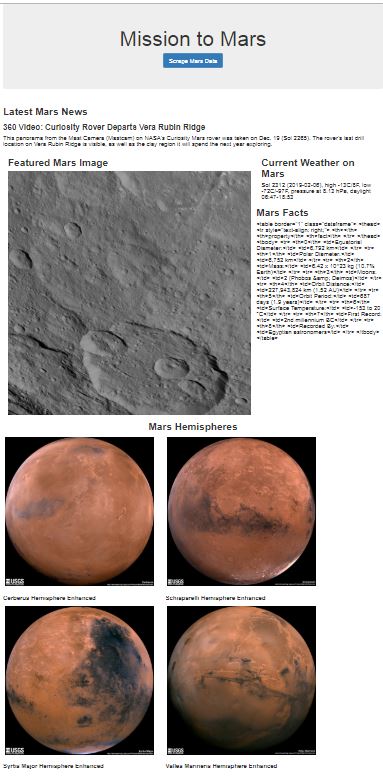 Mission to Mars
Scrape Mars Data
Latest Mars News
360 Video: Curiosity Rover Departs Vera Rubin Ridge
This panorama from the Mast Camera (Mastcam) on NASA's Curiosity Mars rover was taken on Dec. 19 (Sol 2265). The rover's last drill
location on Vera Rubin Ridge is visible, as well as the clay region it will spend the next year exploring.
Featured Mars Image
Current Weather on
Mars
Sol 2312 (2019-02-06), high -13C/8F, low
-72C/-97F, pressure at 8.12 hPa, daylight
06:47-18:53
Mars Facts
<table border="1" class="dataframe"> <thead>
<tr style="text-align: right;"> <th></th>
<th>property</th> <th>fact</th> </tr> </thead>
<tbody> <tr> <th>0</th> <td>Equatorial
Diameter:</td> <td>6,792 km</td> </tr> <tr>
<th>1</th> <td>Polar Diameter:</td>
<td>6,752 km</td> </tr> <tr> <th>2</th>
<td>Mass:</td> <td>6.42 x 10^23 kg (10.7%
Earth)</td> </tr> <tr> <th>3</th> <td>Moons:
</td> <td>2 (Phobos &amp; Deimos)</td> </tr>
<tr> <th>4</th> <td>Orbit Distance:</td>
<td>227,943,824 km (1.52 AU)</td> </tr> <tr>
<th>5</th> <td>Orbit Period:</td> <td>687
days (1.9 years)</td> </tr> <tr> <th>6</th>
<td>Surface Temperature:</td> <td>-153 to 20
°C</td> </tr> <tr> <th>7</th> <td>First Record:
</td> <td>2nd millennium BC</td> </tr> <tr>
<th>8</th> <td>Recorded By:</td>
<td>Egyptian astronomers</td> </tr> </tbody>
</table>
Mars Hemispheres
USGS
USGS
Cerberus Hemisphere Enhanced
Schiaparelli Hemisphere Enhanced
USGS
USGS
Syrtis Major Hemisphere Enhanced
Valles Marineris Hemisphere Enhanced